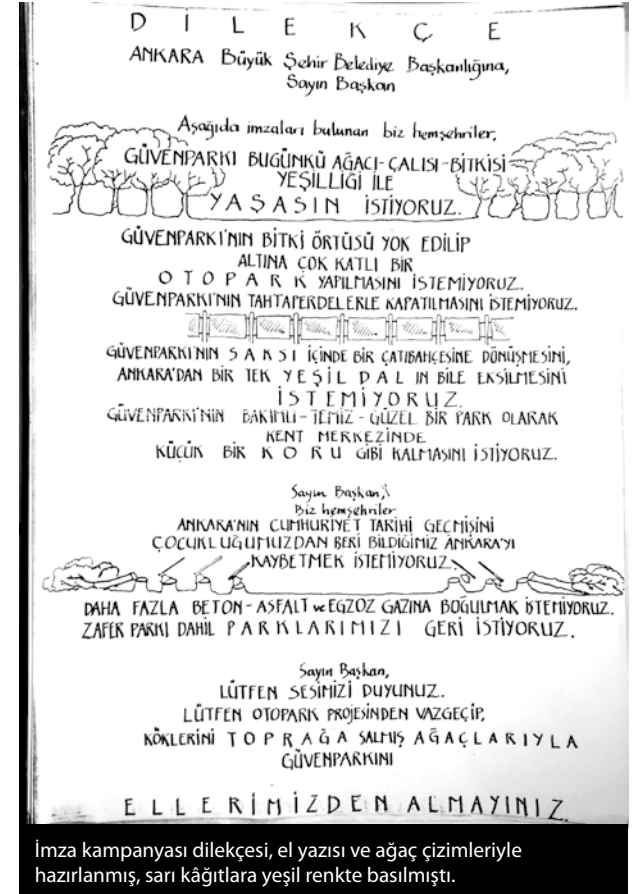 D İ L E K Ç E
ANKARA Büyük Şehir Belediye Başkanlığına,
Sayın Başkan
Aşağıda imzaları bulunan biz hemşehriler,
GÜVENPARKI BUGÜNKÜ AĞACI-ÇALISI-BİTKİSİ
YEŞİLLİĞİ İLE
YAŞASIN İSTİYORUZ.
GÜVENPARKI'NIN BİTKİ ÖRTÜSÜ YOK EDİLİP
ALTINA ÇOK KATLI BİR
O T O P A R K YAPILMASINI İSTEMİYORUZ.
GÜVENPARKI'NIN TAHTAPERDELERLE KAPATILMASINI İSTEMİYORUZ.
GÜVENPARKI'NIN S A K S I İÇİNDE BİR ÇATIBAHÇESİNE DÖNÜŞMESİNİ,
ANKARA'DAN BİR TEK Y E Ş İ L D A L IN BİLE EKSİLMESİNİ
İ S T E M İ Y O R U Z.
GÜVENPARKI'NIN BAKIMLI - TEMİZ - GÜZEL BİR PARK OLARAK
KENT MERKEZİNDE
KÜÇÜK BİR K O R U GİBİ KALMASINI İSTİYORUZ.
Sayın Başkan,
Biz hemşehriler
ANKARA'NIN CUMHURİYET TARİHİ GEÇMİŞİNİ
ÇOCUKLUĞUMUZDAN BERİ BİLDİĞİMİZ ANKARA'YI
KAYBETMEK İSTEMİYORUZ.
DAHA FAZLA BETON-ASFALT ve EGZOZ GAZINA BOĞULMAK İSTEMİYORUZ.
ZAFER PARKI DAHİL P A R K L A R I M I Z I GERİ İSTİYORUZ.
Sayın Başkan,
LÜTFEN SESİMİZİ DUYUNUZ.
LÜTFEN OTOPARK PROJESİNDEN VAZGEÇİP,
KÖKLERİNİ T O P R A Ğ A SALMIŞ A Ğ A Ç L A R I Y L A
GÜVENPARKINI
E L L E R İ M İ Z D E N A L M A Y I N I Z.
İmza kampanyası dilekçesi, el yazısı ve ağaç çizimleriyle
hazırlanmış, sarı kâğıtlara yeşil renkte basılmıştı.